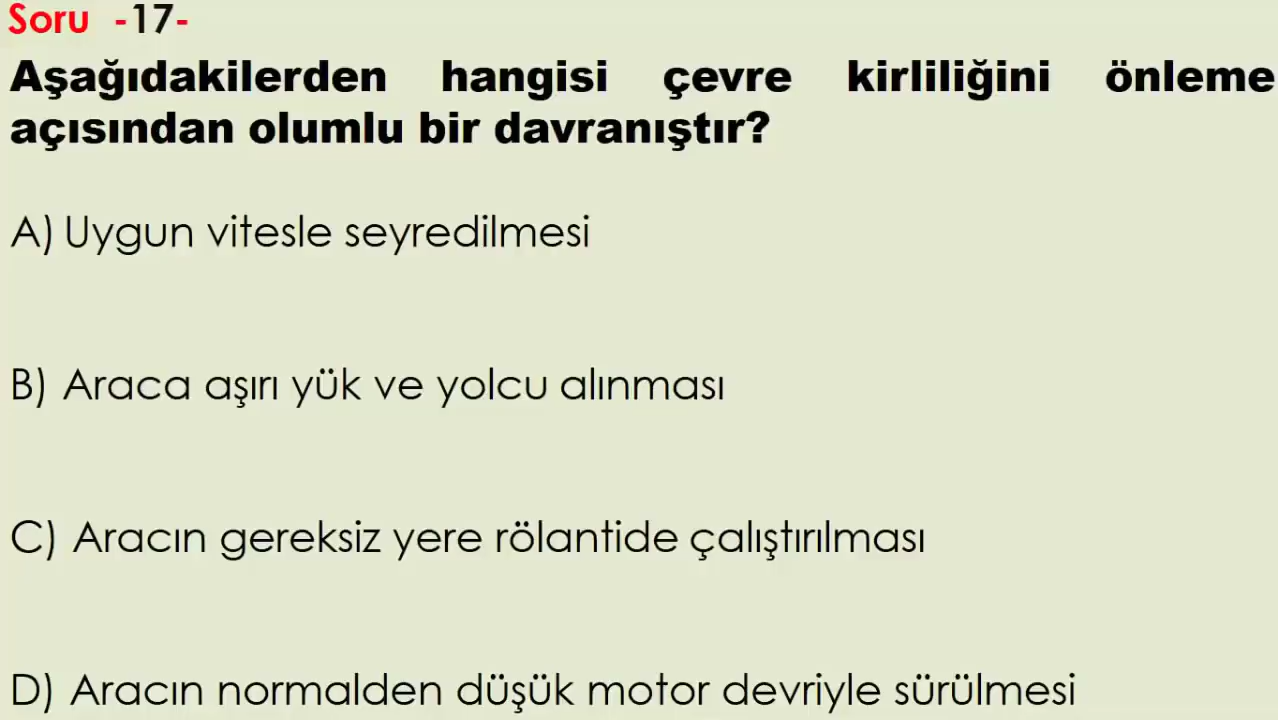 Soru -17-
Aşağıdakilerden hangisi çevre kirliliğini önleme
açısından olumlu bir davranıştır?
A) Uygun vitesle seyredilmesi
B) Araca aşırı yük ve yolcu alınması
C) Aracın gereksiz yere rölantide çalıştırılması
D) Aracın normalden düşük motor devriyle sürülmesi